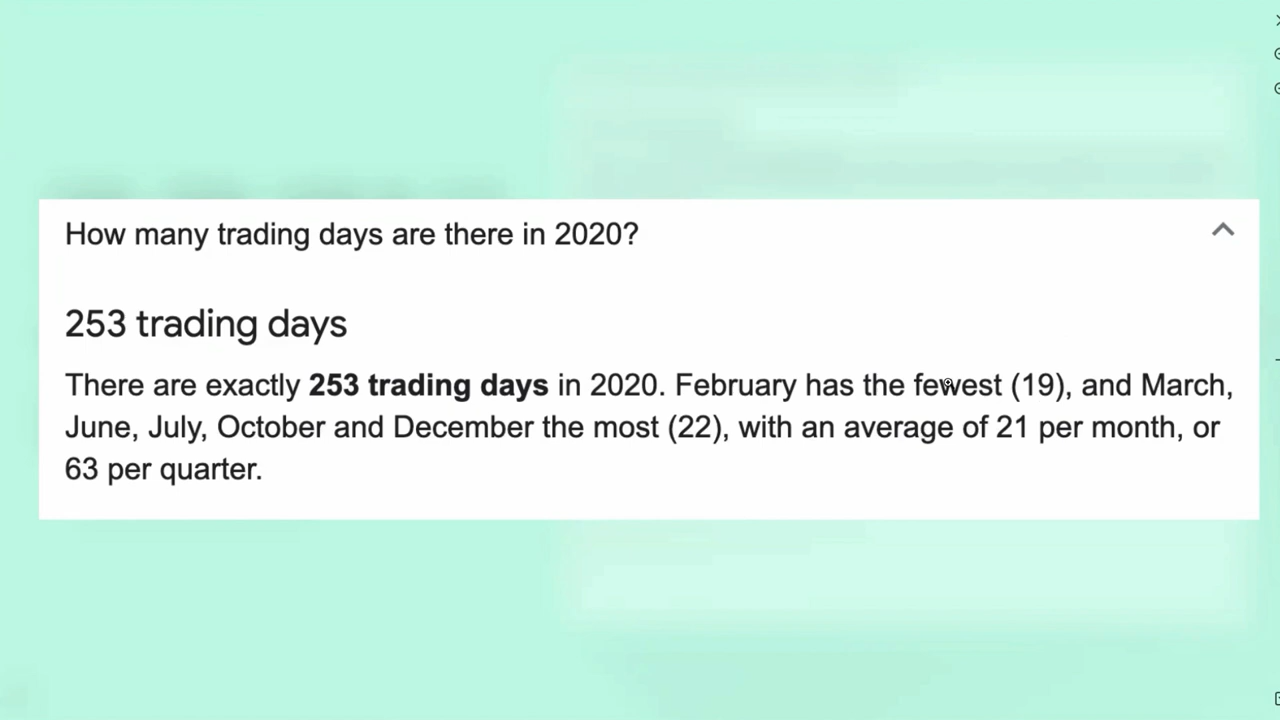 How many trading days are there in 2020?
253 trading days
There are exactly 253 trading days in 2020. February has the fewest (19), and March,
June, July, October and December the most (22), with an average of 21 per month, or
63 per quarter.